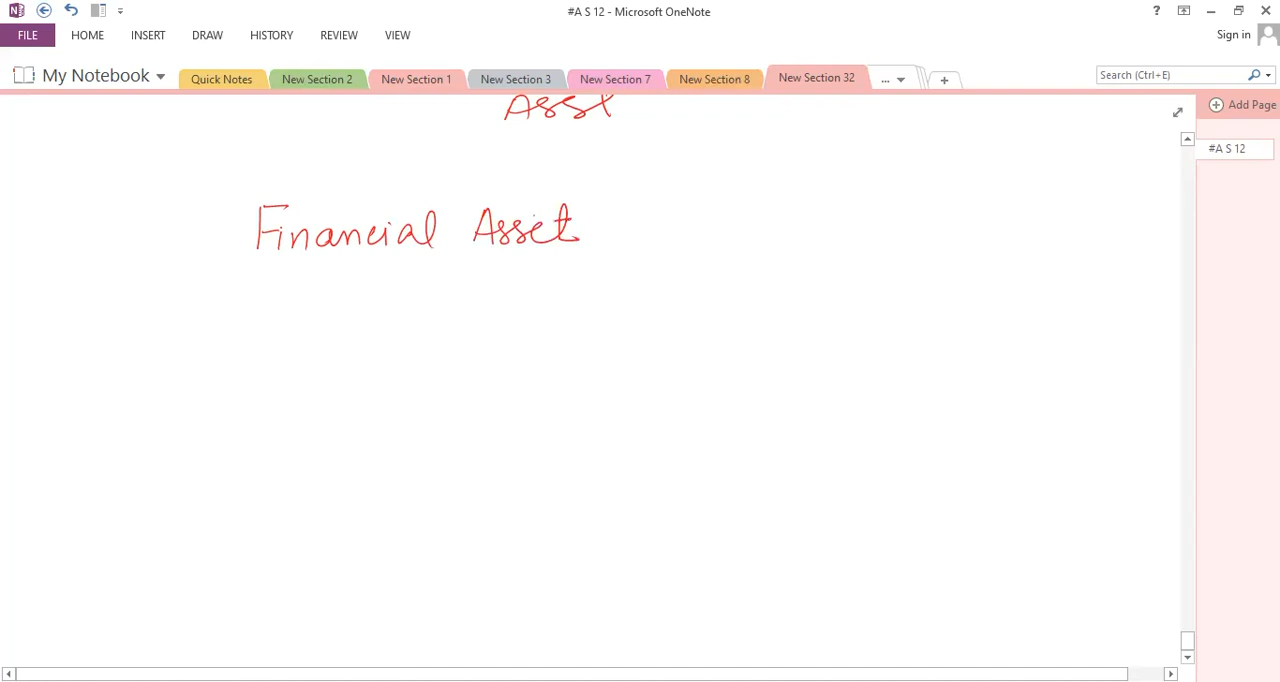 #A S 12 - Microsoft OneNote
?
FILE HOME INSERT DRAW HISTORY REVIEW VIEW
Sign in
My Notebook
Quick Notes New Section 2 New Section 1 New Section 3 New Section 7 New Section 8 New Section 32 ... +
Search (Ctrl+E)
Add Page
#A S 12
Financial Asset